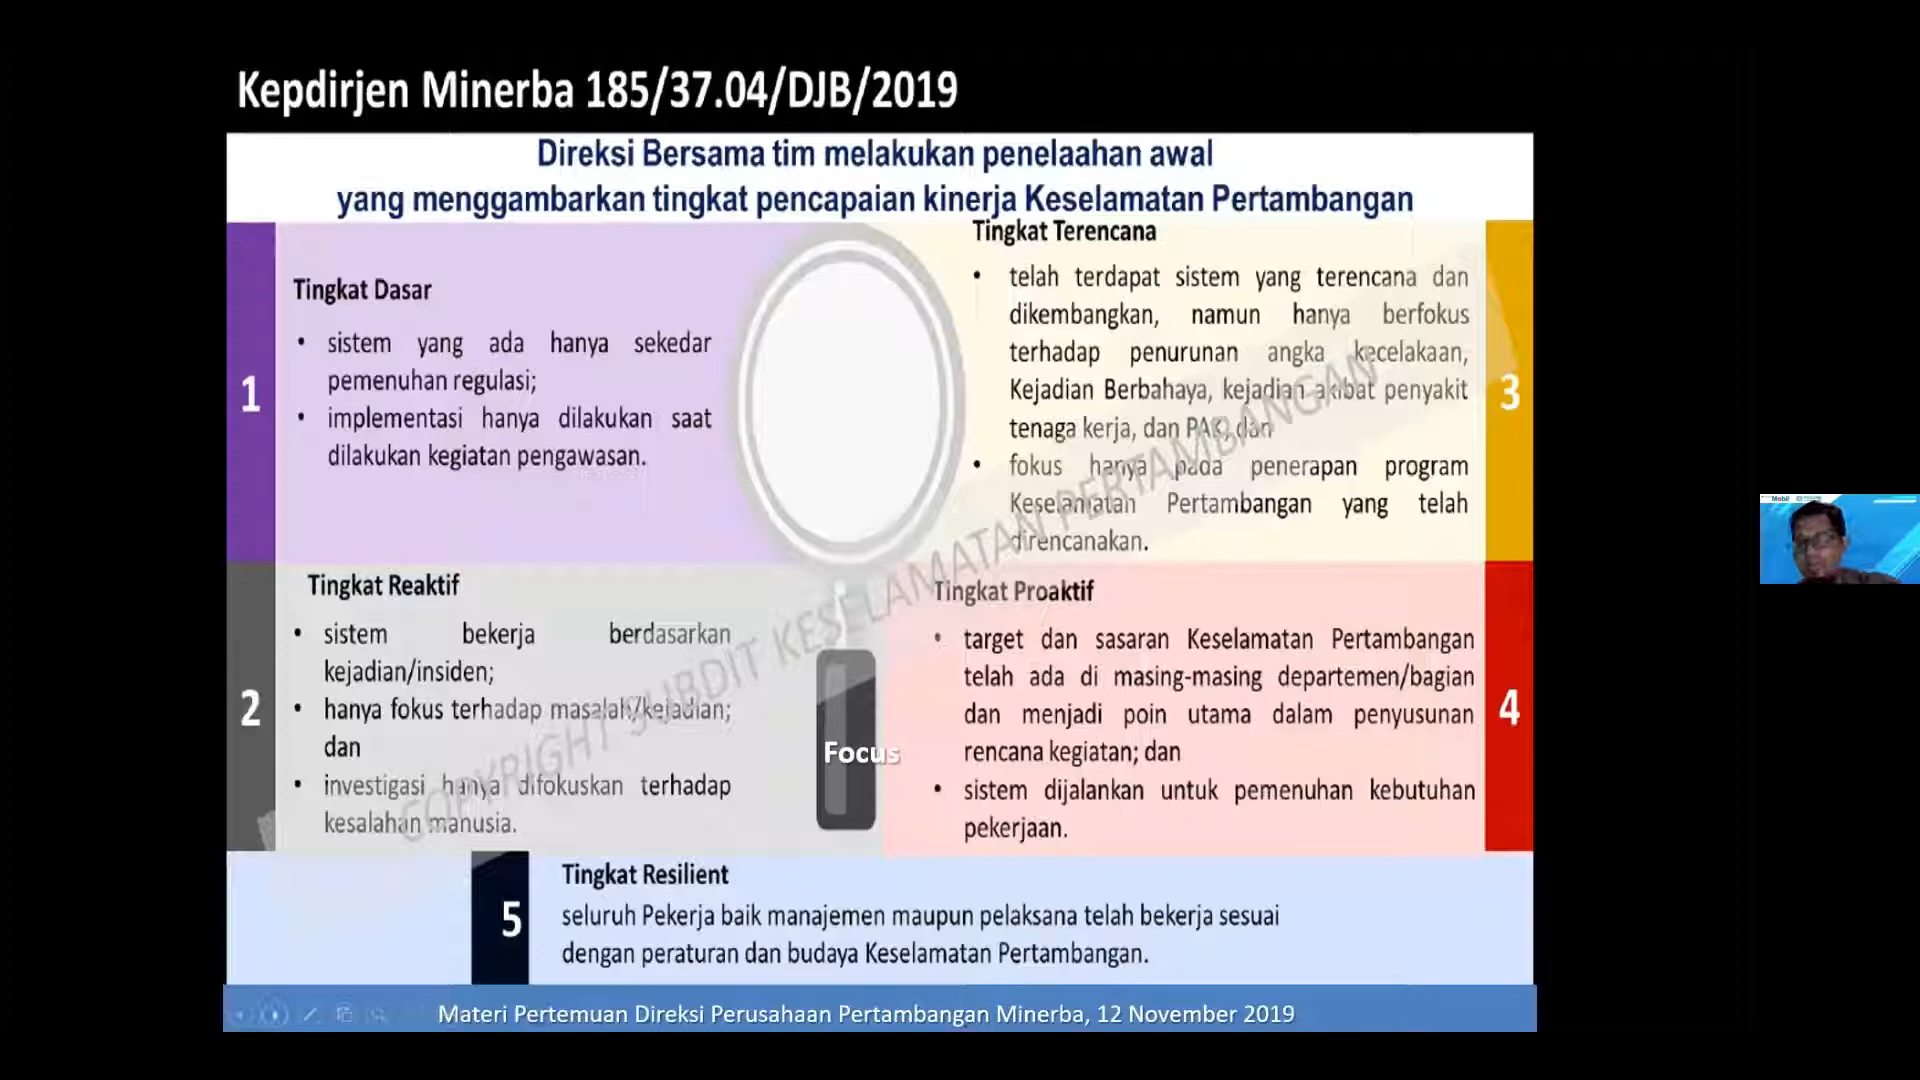 Kepdirjen Minerba 185/37.04/DJB/2019
Direksi Bersama tim melakukan penelaahan awal
yang menggambarkan tingkat pencapaian kinerja Keselamatan Pertambangan
1
Tingkat Dasar
• sistem yang ada hanya sekedar
pemenuhan regulasi;
• implementasi hanya dilakukan saat
dilakukan kegiatan pengawasan.
2
Tingkat Reaktif
• sistem bekerja berdasarkan
kejadian/insiden;
• hanya fokus terhadap masalah/kejadian;
dan
• investigasi hanya difokuskan terhadap
kesalahan manusia.
Tingkat Terencana
• telah terdapat sistem yang terencana dan
dikembangkan, namun hanya berfokus
terhadap penurunan angka kecelakaan,
Kejadian Berbahaya, kejadian akibat penyakit
tenaga kerja, dan PAK, dan
• fokus hanya pada penerapan program
Keselamatan Pertambangan yang telah
direncanakan.
3
Tingkat Proaktif
• target dan sasaran Keselamatan Pertambangan
telah ada di masing-masing departemen/bagian
dan menjadi poin utama dalam penyusunan
rencana kegiatan; dan
• sistem dijalankan untuk pemenuhan kebutuhan
pekerjaan.
4
Focus
5
Tingkat Resilient
seluruh Pekerja baik manajemen maupun pelaksana telah bekerja sesuai
dengan peraturan dan budaya Keselamatan Pertambangan.
COPYRIGHT SUBDIT KESELAMATAN PERTAMBANGAN
Materi Pertemuan Direksi Perusahaan Pertambangan Minerba, 12 November 2019
Mobil